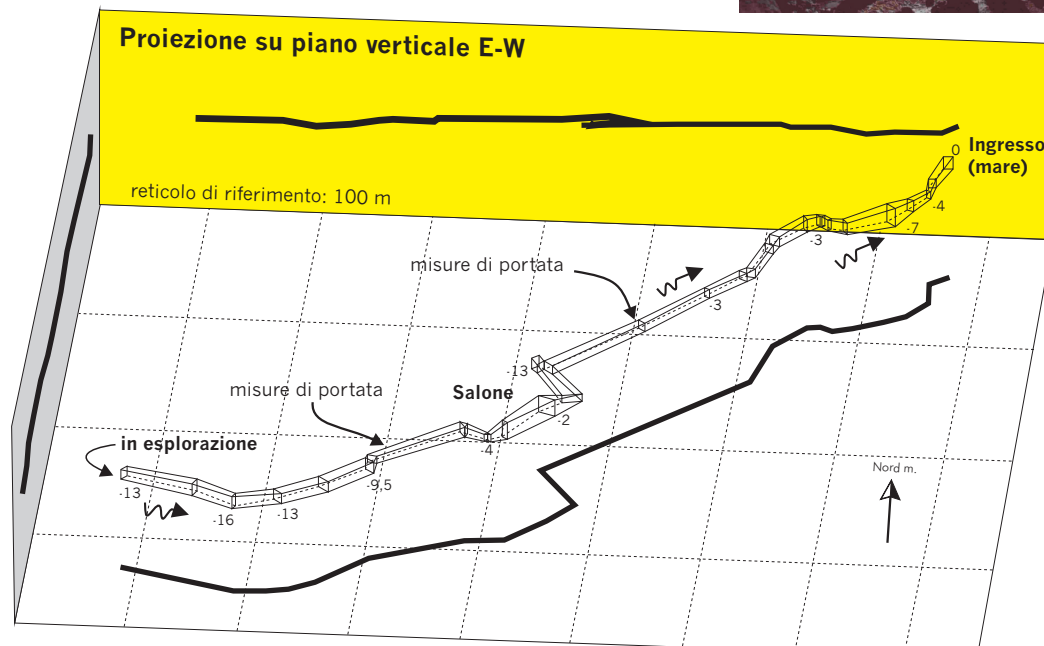 Proiezione su piano verticale E-W
0
Ingresso
(mare)
reticolo di riferimento: 100 m
-4
-7
-3
misure di portata
-3
-13
Salone
misure di portata
-2
-4
in esplorazione
-9,5
-13
-16
-13
Nord m.